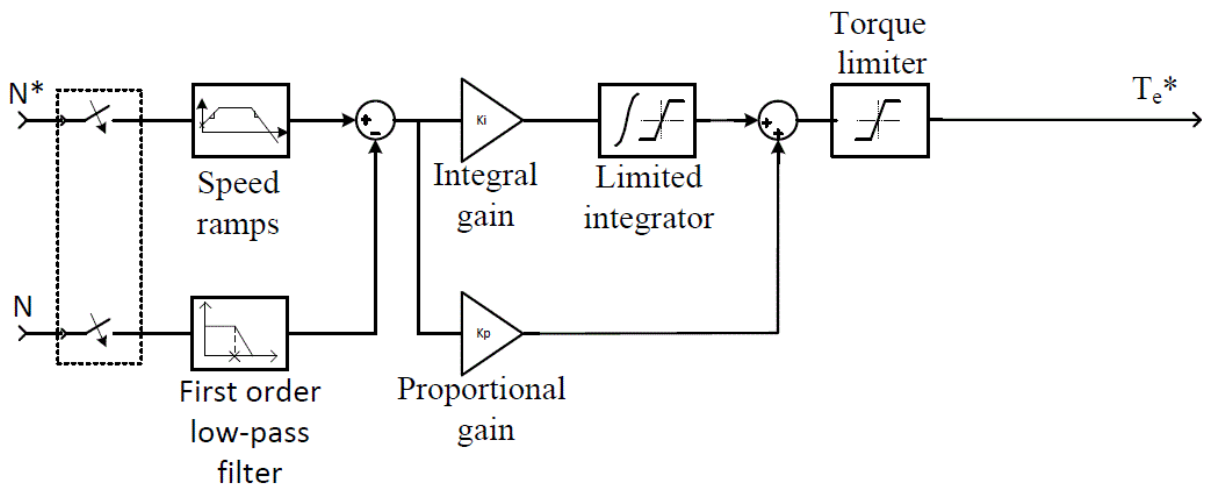 Torque
limiter
N*
Te*
+
-
Ki
+
+
Speed
ramps
Integral
gain
Limited
integrator
N
Kp
First order
low-pass
filter
Proportional
gain